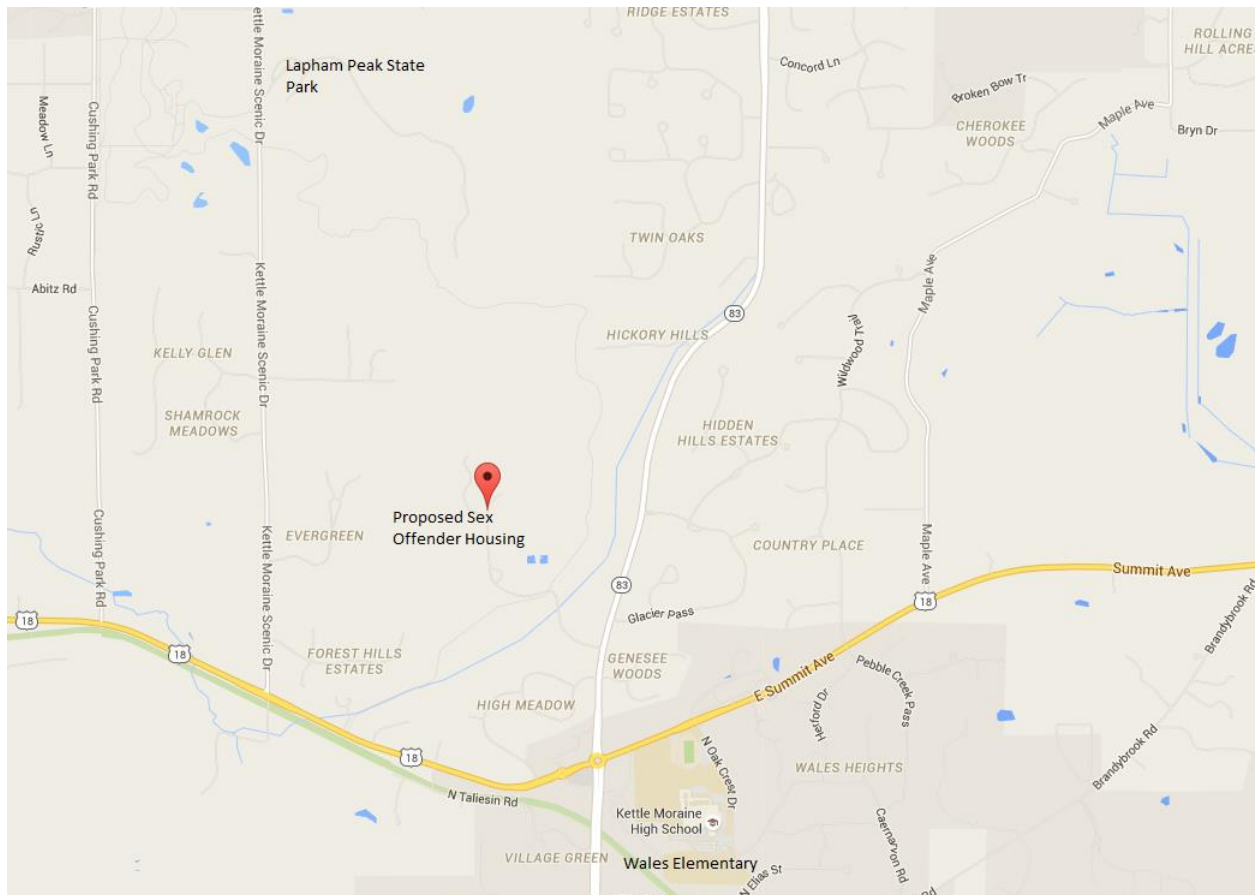 RIDGE ESTATES
ROLLING
HILL ACRES
Kettle Moraine Scenic Dr
Lapham Peak State
Park
Concord Ln
Broken Bow Tr
Meadow Ln
Cushing Park Rd
CHEROKEE
WOODS
Maple Ave
Bryn Dr
Rustic Ln
TWIN OAKS
Abitz Rd
Kettle Moraine Scenic Dr
Maple Ave
Cushing Park Rd
83
HICKORY HILLS
Wildwood Trail
KELLY GLEN
SHAMROCK
MEADOWS
HIDDEN
HILLS ESTATES
Proposed Sex
Offender Housing
EVERGREEN
Cushing Park Rd
Kettle Moraine Scenic Dr
COUNTRY PLACE
Maple Ave
Summit Ave
83
18
Brandybrook Rd
18
Glacier Pass
18
FOREST HILLS
ESTATES
GENESEE
WOODS
E Summit Ave
Pebble Creek Pass
HIGH MEADOW
Herford Dr
18
N Oak Crest Dr
WALES HEIGHTS
Brandybrook Rd
N Taliesin Rd
Kettle Moraine
High School
Caernarvon Rd
VILLAGE GREEN
Wales Elementary
N Elias St
Rd